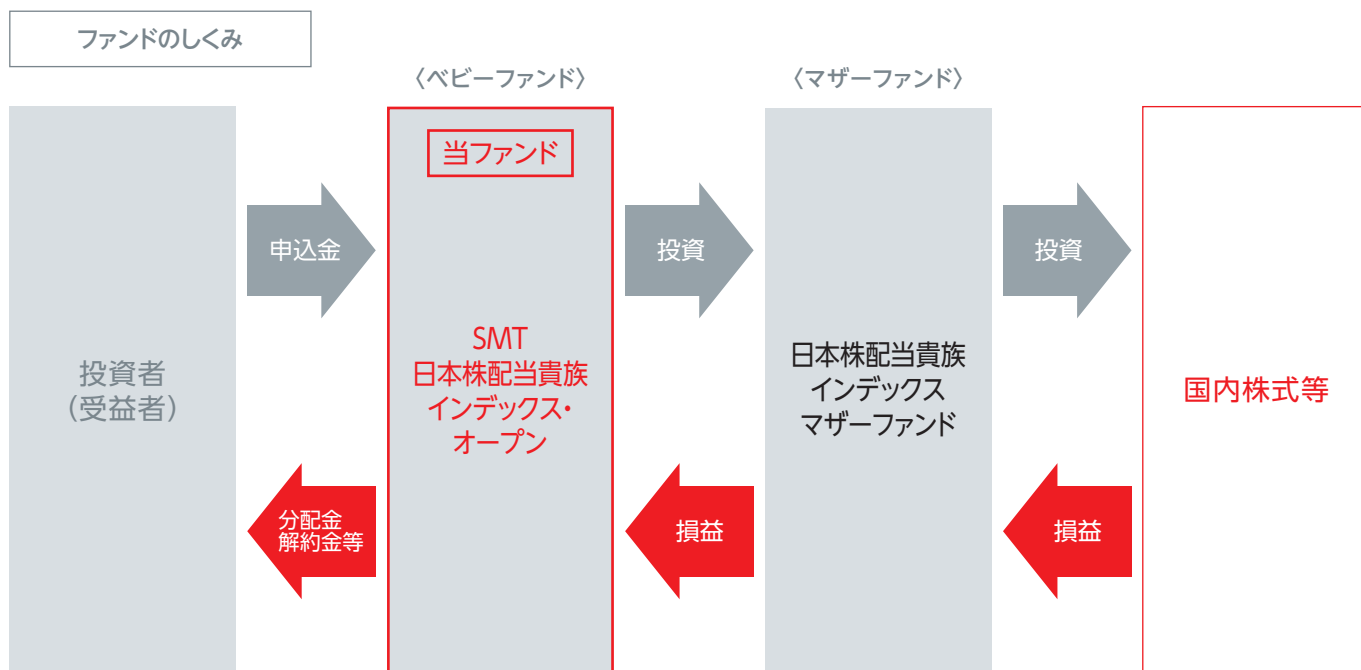 ファンドのしくみ
〈ベビーファンド〉
〈マザーファンド〉
当ファンド
申込金
投資
投資
投資者
(受益者)
SMT
日本株配当貴族
インデックス・
オープン
日本株配当貴族
インデックス
マザーファンド
国内株式等
分配金
解約金等
損益
損益